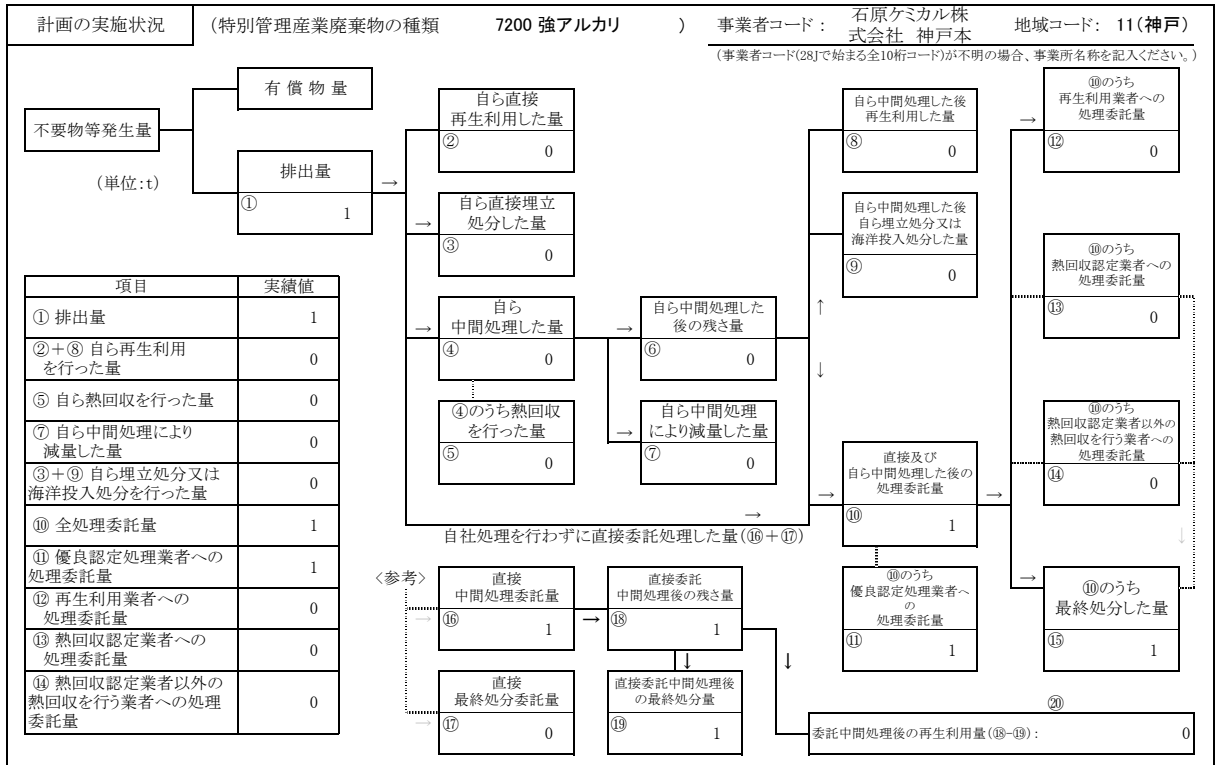 計画の実施状況 (特別管理産業廃棄物の種類 7200 強アルカリ ) 事業者コード: 石原ケミカル株
式会社 神戸本 地域コード: 11(神戸)
(事業者コード(28Jで始まる全10桁コード)が不明の場合、事業所名称を記入ください。)
不要物等発生量
(単位:t)
有償物量
排出量
① 1
→
自ら直接
再生利用した量
② 0
→
自ら直接埋立
処分した量
③ 0
→
自ら
中間処理した量
④ 0
④のうち熱回収
を行った量
⑤ 0
→
自ら中間処理した
後の残さ量
⑥ 0
→
自ら中間処理
により減量した量
⑦ 0
自ら中間処理した後
再生利用した量
⑧ 0
自ら中間処理した後
自ら埋立処分又は
海洋投入処分した量
⑨ 0
↑
↓
→
自社処理を行わずに直接委託処理した量(⑯+⑰)
→
直接及び
自ら中間処理した後の
処理委託量
⑩ 1
→
⑩のうち
優良認定処理業者へ
の
処理委託量
⑪ 1
→
⑩のうち
再生利用業者への
処理委託量
⑫ 0
⑩のうち
熱回収認定業者への
処理委託量
⑬ 0
⑩のうち
熱回収認定業者以外の
熱回収を行う業者への
処理委託量
⑭ 0
↓
→
⑩のうち
最終処分した量
⑮ 1
項目 実績値
① 排出量 1
②+⑧ 自ら再生利用
を行った量 0
⑤ 自ら熱回収を行った量 0
⑦ 自ら中間処理により
減量した量 0
③+⑨ 自ら埋立処分又は
海洋投入処分を行った量 0
⑩ 全処理委託量 1
⑪ 優良認定処理業者への
処理委託量 1
⑫ 再生利用業者への
処理委託量 0
⑬ 熱回収認定業者への
処理委託量 0
⑭ 熱回収認定業者以外の
熱回収を行う業者への処理
委託量 0
<参考>
→
直接
中間処理委託量
⑯ 1
→
直接委託
中間処理後の残さ量
⑱ 1
↓
↓
→
直接
最終処分委託量
⑰ 0
直接委託中間処理後
の最終処分量
⑲ 1
⑳
委託中間処理後の再生利用量(⑱-⑲): 0